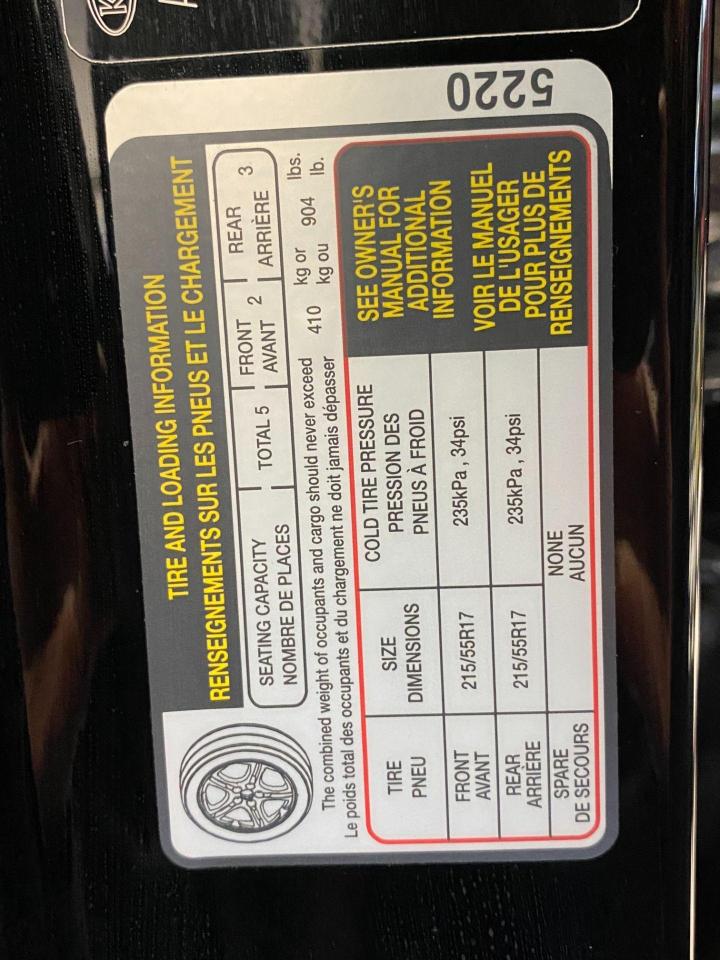 TIRE AND LOADING INFORMATION
RENSEIGNEMENTS SUR LES PNEUS ET LE CHARGEMENT
SEATING CAPACITY
NOMBRE DE PLACES
TOTAL 5
FRONT
AVANT
2
REAR
ARRIÈRE
3
The combined weight of occupants and cargo should never exceed 410 kg or 904 lbs.
Le poids total des occupants et du chargement ne doit jamais dépasser kg ou lb.
TIRE
PNEU
SIZE
DIMENSIONS
COLD TIRE PRESSURE
PRESSION DES
PNEUS À FROID
FRONT
AVANT
215/55R17
235kPa , 34psi
REAR
ARRIÈRE
215/55R17
235kPa , 34psi
SPARE
DE SECOURS
NONE
AUCUN
SEE OWNER'S
MANUAL FOR
ADDITIONAL
INFORMATION
VOIR LE MANUEL
DE L'USAGER
POUR PLUS DE
RENSEIGNEMENTS
5220